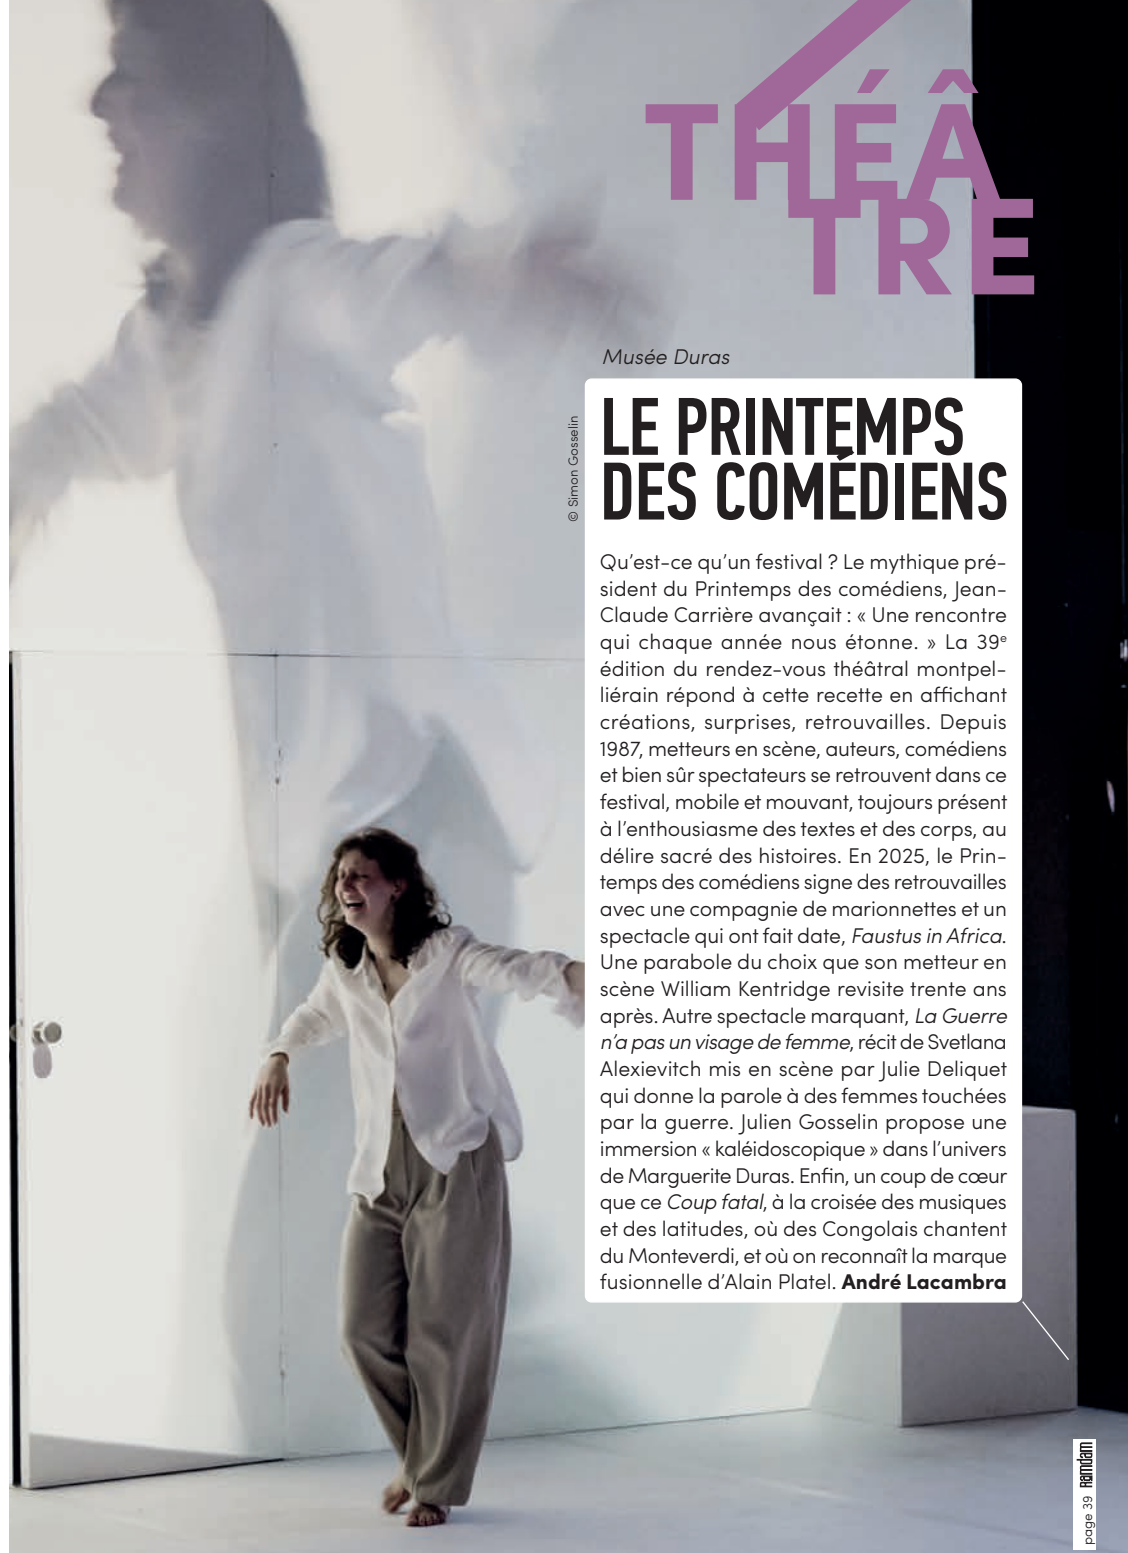 THÉÂ
TRE
Musée Duras
© Simon Gosselin
LE PRINTEMPS
DES COMÉDIENS
Qu’est-ce qu’un festival ? Le mythique pré-
sident du Printemps des comédiens, Jean-
Claude Carrière avançait : « Une rencontre
qui chaque année nous étonne. » La 39e
édition du rendez-vous théâtral montpel-
liérain répond à cette recette en affichant
créations, surprises, retrouvailles. Depuis
1987, metteurs en scène, auteurs, comédiens
et bien sûr spectateurs se retrouvent dans ce
festival, mobile et mouvant, toujours présent
à l’enthousiasme des textes et des corps, au
délire sacré des histoires. En 2025, le Prin-
temps des comédiens signe des retrouvailles
avec une compagnie de marionnettes et un
spectacle qui ont fait date, Faustus in Africa.
Une parabole du choix que son metteur en
scène William Kentridge revisite trente ans
après. Autre spectacle marquant, La Guerre
n’a pas un visage de femme, récit de Svetlana
Alexievitch mis en scène par Julie Deliquet
qui donne la parole à des femmes touchées
par la guerre. Julien Gosselin propose une
immersion « kaléidoscopique » dans l’univers
de Marguerite Duras. Enfin, un coup de cœur
que ce Coup fatal, à la croisée des musiques
et des latitudes, où des Congolais chantent
du Monteverdi, et où on reconnaît la marque
fusionnelle d’Alain Platel. André Lacambra
page 39 Ramdam